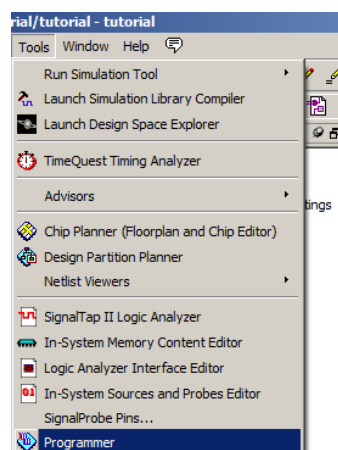 rial/tutorial - tutorial
Tools Window Help
Run Simulation Tool
Launch Simulation Library Compiler
Launch Design Space Explorer
TimeQuest Timing Analyzer
Advisors
tings
Chip Planner (Floorplan and Chip Editor)
Design Partition Planner
Netlist Viewers
SignalTap II Logic Analyzer
In-System Memory Content Editor
Logic Analyzer Interface Editor
01 In-System Sources and Probes Editor
SignalProbe Pins...
Programmer